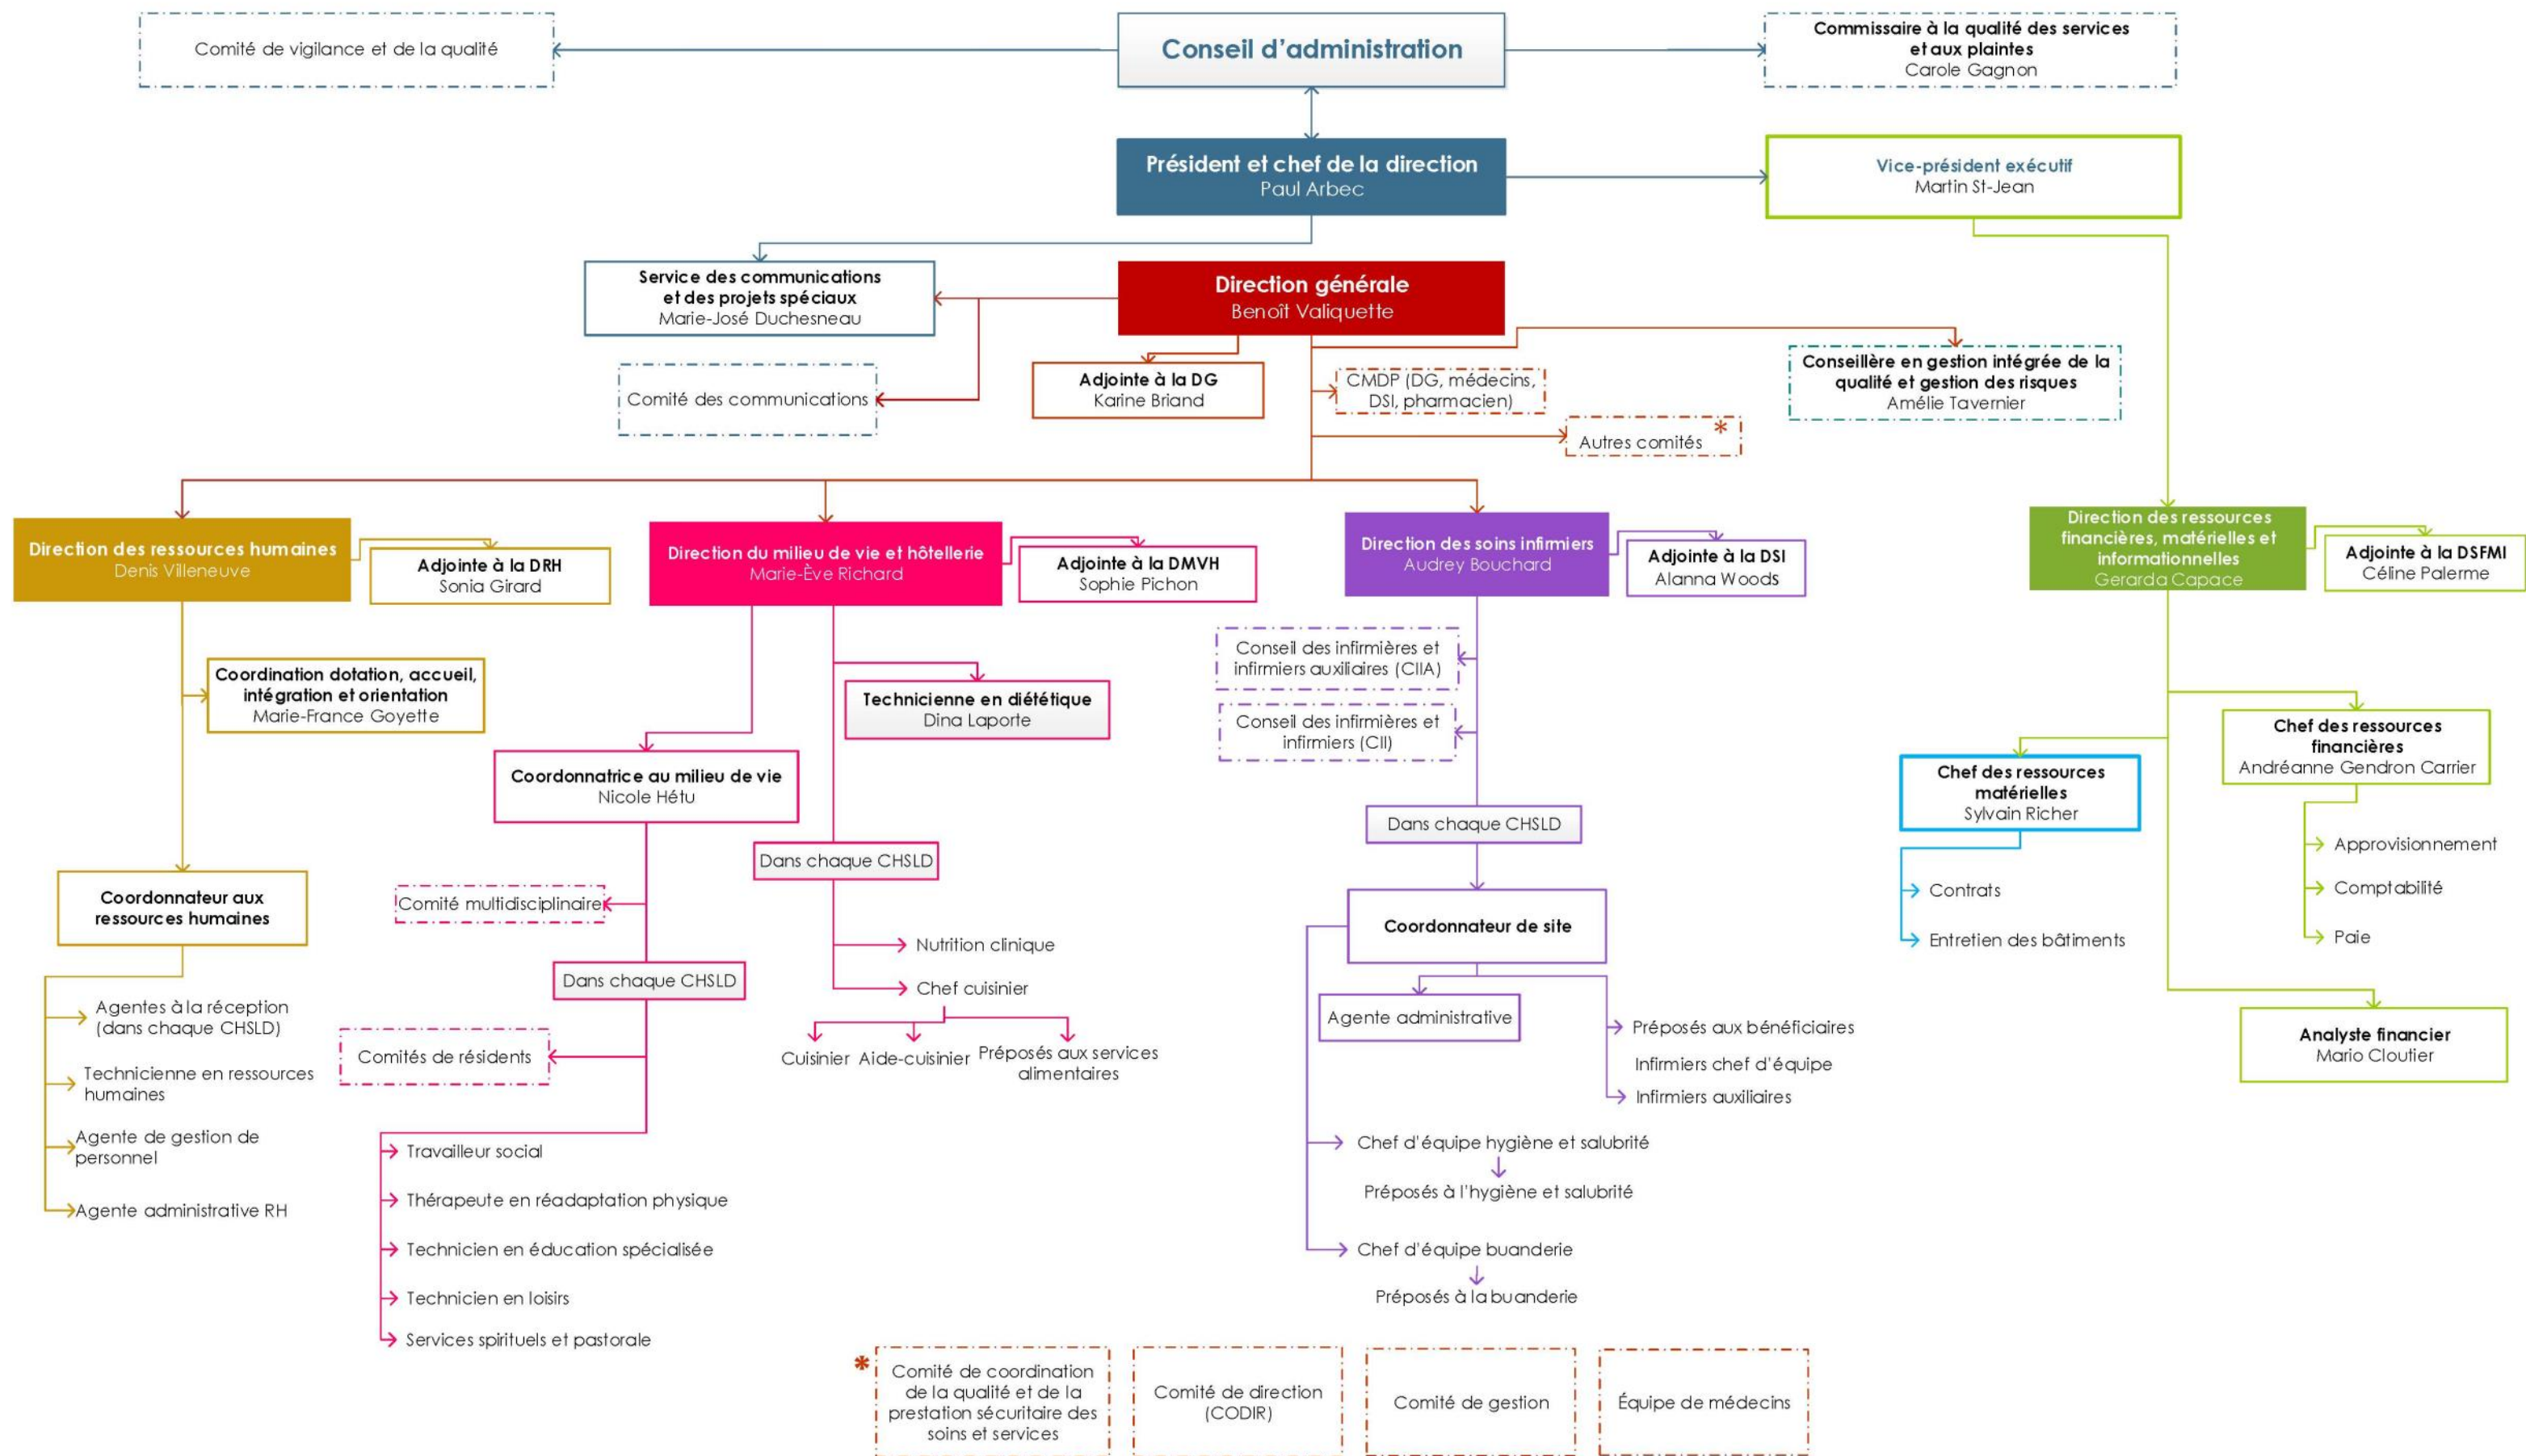 Comité de vigilance et de la qualité
Conseil d’administration
Commissaire à la qualité des services
et aux plaintes
Carole Gagnon
Président et chef de la direction
Paul Arbec
Vice-président exécutif
Martin St-Jean
Service des communications
et des projets spéciaux
Marie-José Duchesneau
Direction générale
Benoît Valiquette
Comité des communications
Adjointe à la DG
Karine Briand
CMDP (DG, médecins,
DSI, pharmacien)
Conseillère en gestion intégrée de la
qualité et gestion des risques
Amélie Tavernier
Autres comités *
Direction des ressources humaines
Denis Villeneuve
Adjointe à la DRH
Sonia Girard
Direction du milieu de vie et hôtellerie
Marie-Ève Richard
Adjointe à la DMVH
Sophie Pichon
Direction des soins infirmiers
Audrey Bouchard
Adjointe à la DSI
Alanna Woods
Direction des ressources
financières, matérielles et
informationnelles
Gerarda Capace
Adjointe à la DSFMI
Céline Palerme
Coordination dotation, accueil,
intégration et orientation
Marie-France Goyette
Coordonnateur aux
ressources humaines
Agentes à la réception
(dans chaque CHSLD)
Technicienne en ressources
humaines
Agente de gestion de
personnel
Agente administrative RH
Technicienne en diététique
Dina Laporte
Coordonnatrice au milieu de vie
Nicole Hétu
Comité multidisciplinaire
Dans chaque CHSLD
Comités de résidents
Travailleur social
Thérapeute en réadaptation physique
Technicien en éducation spécialisée
Technicien en loisirs
Services spirituels et pastorale
Dans chaque CHSLD
Nutrition clinique
Chef cuisinier
Cuisinier
Aide-cuisinier
Préposés aux services
alimentaires
Conseil des infirmières et
infirmiers auxiliaires (CIIA)
Conseil des infirmières et
infirmiers (CII)
Dans chaque CHSLD
Coordonnateur de site
Agente administrative
Préposés aux bénéficiaires
Infirmiers chef d'équipe
Infirmiers auxiliaires
Chef d'équipe hygiène et salubrité
Préposés à l'hygiène et salubrité
Chef d'équipe buanderie
Préposés à la buanderie
Chef des ressources
matérielles
Sylvain Richer
Contrats
Entretien des bâtiments
Chef des ressources
financières
Andréanne Gendron Carrier
Approvisionnement
Comptabilité
Paie
Analyste financier
Mario Cloutier
* Comité de coordination
de la qualité et de la
prestation sécuritaire des
soins et services
Comité de direction
(CODIR)
Comité de gestion
Équipe de médecins